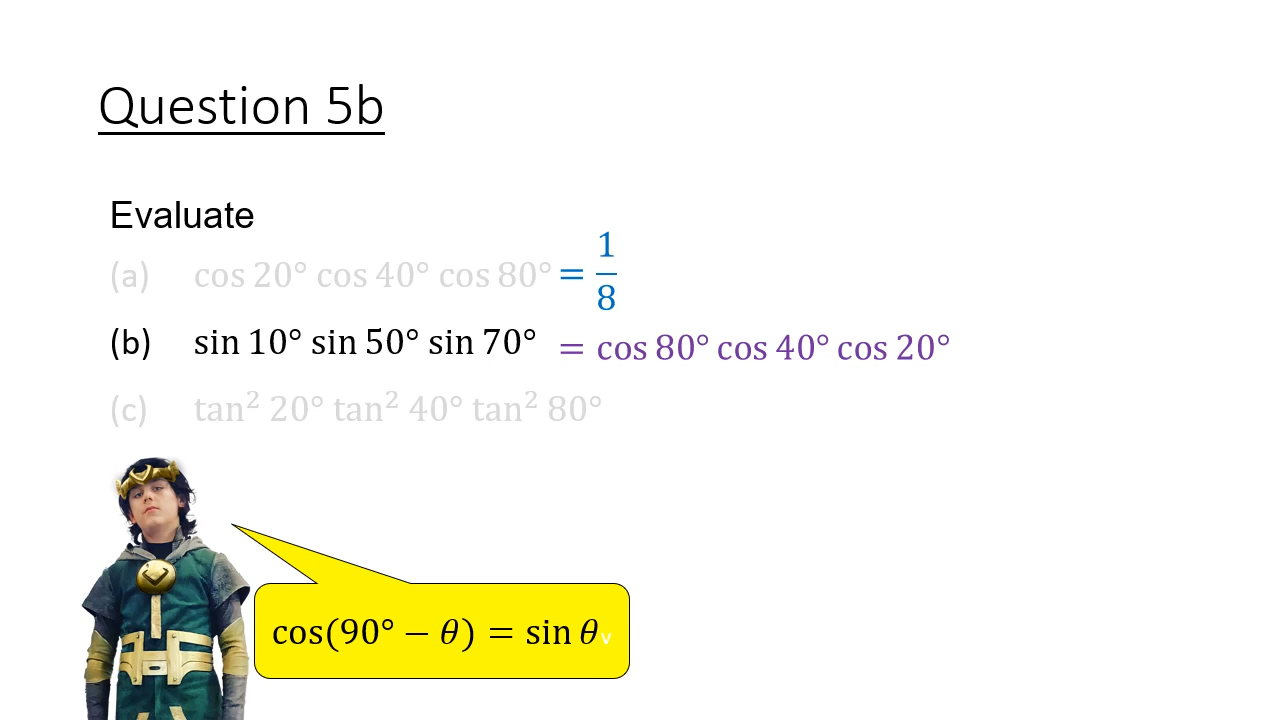 Question 5b
Evaluate
(a) cos 20° cos 40° cos 80° = 1/8
(b) sin 10° sin 50° sin 70° = cos 80° cos 40° cos 20°
(c) tan² 20° tan² 40° tan² 80°
cos(90° − θ) = sin θ v